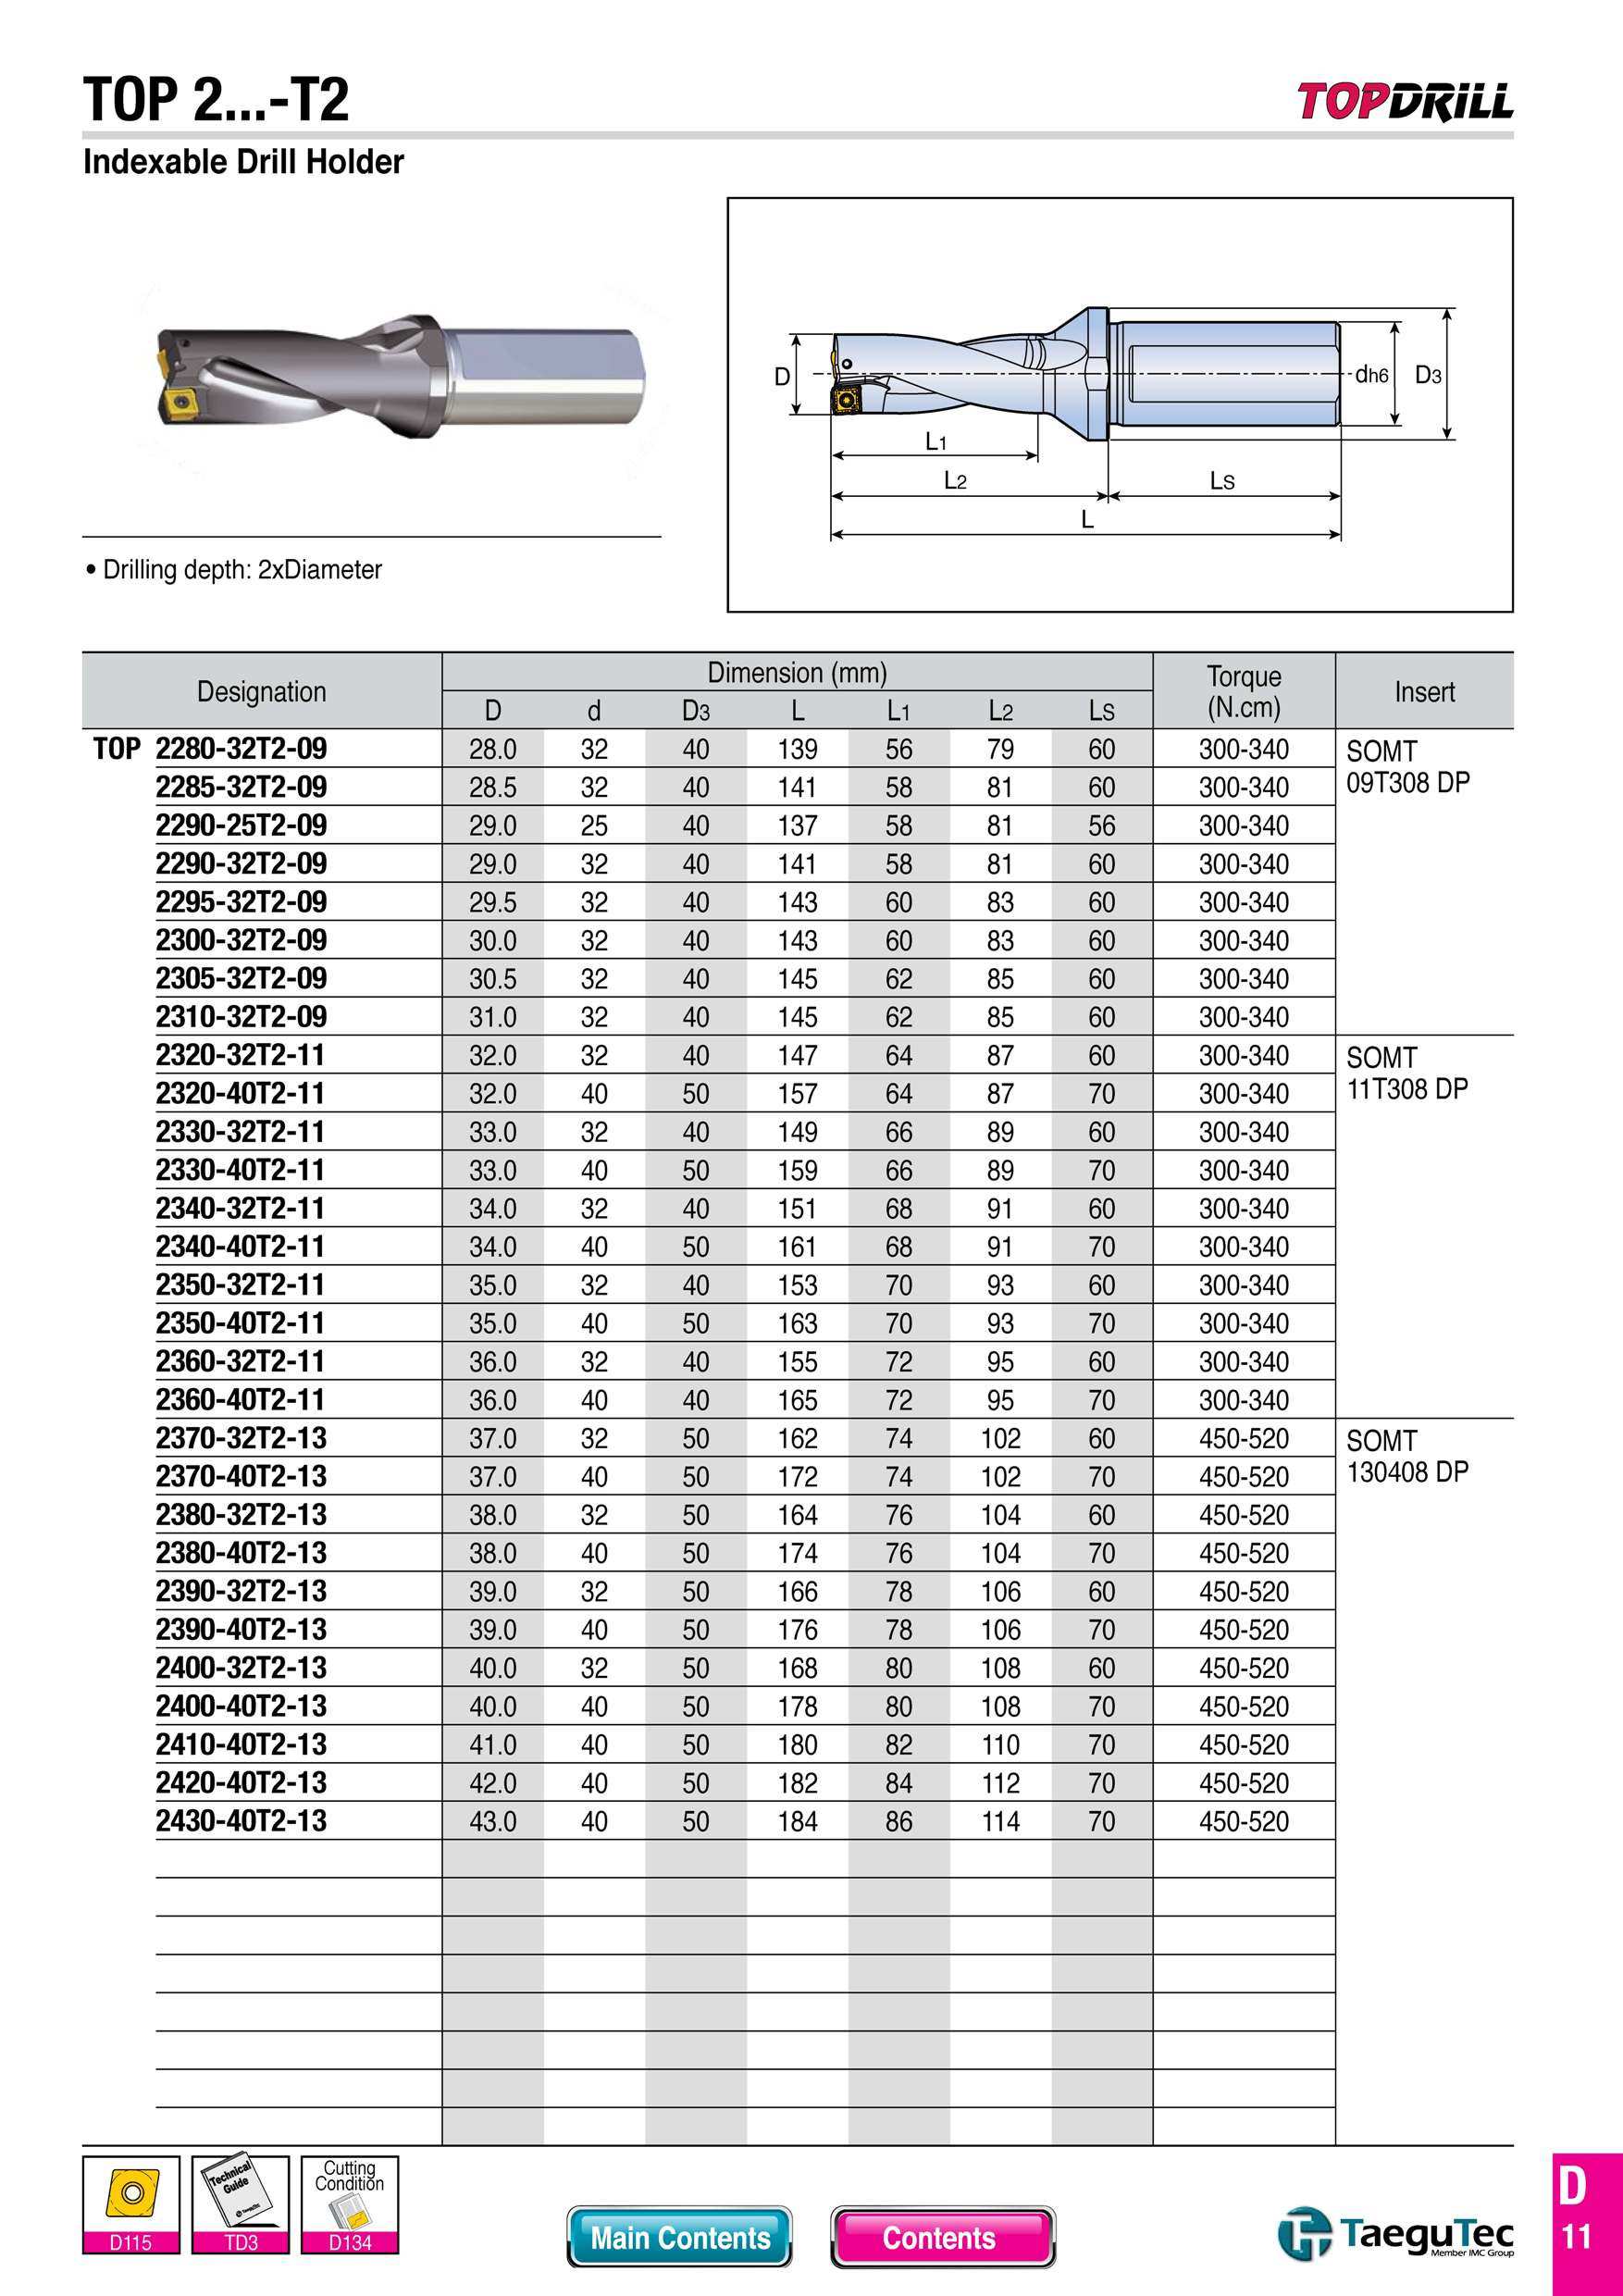 TOP 2...-T2
TOPDRILL
Indexable Drill Holder
D
dh6
D3
L1
L2
LS
L
• Drilling depth: 2xDiameter
Designation
Dimension (mm)
Torque (N.cm)
Insert
D d D3 L L1 L2 LS
TOP 2280-32T2-09 28.0 32 40 139 56 79 60 300-340 SOMT
2285-32T2-09 28.5 32 40 141 58 81 60 300-340 09T308 DP
2290-25T2-09 29.0 25 40 137 58 81 56 300-340
2290-32T2-09 29.0 32 40 141 58 81 60 300-340
2295-32T2-09 29.5 32 40 143 60 83 60 300-340
2300-32T2-09 30.0 32 40 143 60 83 60 300-340
2305-32T2-09 30.5 32 40 145 62 85 60 300-340
2310-32T2-09 31.0 32 40 145 62 85 60 300-340
2320-32T2-11 32.0 32 40 147 64 87 60 300-340 SOMT
2320-40T2-11 32.0 40 50 157 64 87 70 300-340 11T308 DP
2330-32T2-11 33.0 32 40 149 66 89 60 300-340
2330-40T2-11 33.0 40 50 159 66 89 70 300-340
2340-32T2-11 34.0 32 40 151 68 91 60 300-340
2340-40T2-11 34.0 40 50 161 68 91 70 300-340
2350-32T2-11 35.0 32 40 153 70 93 60 300-340
2350-40T2-11 35.0 40 50 163 70 93 70 300-340
2360-32T2-11 36.0 32 40 155 72 95 60 300-340
2360-40T2-11 36.0 40 40 165 72 95 70 300-340
2370-32T2-13 37.0 32 50 162 74 102 60 450-520 SOMT
2370-40T2-13 37.0 40 50 172 74 102 70 450-520 130408 DP
2380-32T2-13 38.0 32 50 164 76 104 60 450-520
2380-40T2-13 38.0 40 50 174 76 104 70 450-520
2390-32T2-13 39.0 32 50 166 78 106 60 450-520
2390-40T2-13 39.0 40 50 176 78 106 70 450-520
2400-32T2-13 40.0 32 50 168 80 108 60 450-520
2400-40T2-13 40.0 40 50 178 80 108 70 450-520
2410-40T2-13 41.0 40 50 180 82 110 70 450-520
2420-40T2-13 42.0 40 50 182 84 112 70 450-520
2430-40T2-13 43.0 40 50 184 86 114 70 450-520
D115
Technical
Guide
TaeguTec
TD3
Cutting
Condition
D134
Main Contents
Contents
TaeguTec
Member IMC Group
D
11